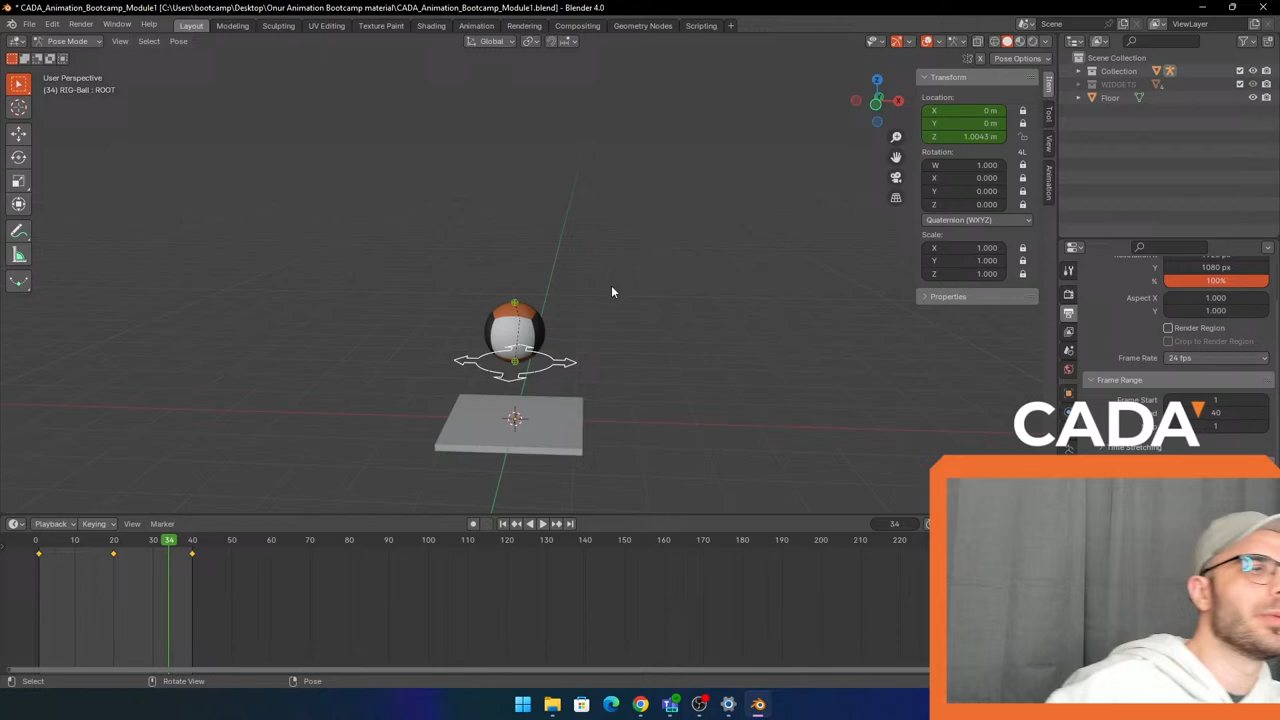 * CADA_Animation_Bootcamp_Module1 [C:\Users\bootcamp\Desktop\Onur Animation Bootcamp material\CADA_Animation_Bootcamp_Module1.blend] - Blender 4.0
File Edit Render Window Help Layout Modeling Sculpting UV Editing Texture Paint Shading Animation Rendering Compositing Geometry Nodes Scripting + Scene ViewLayer
Pose Mode View Select Pose Global
Pose Options
User Perspective
(34) RIG-Ball : ROOT
Transform
Location:
X 0 m
Y 0 m
Z 1.0043 m
Rotation: 4L
W 1.000
X 0.000
Y 0.000
Z 0.000
Quaternion (WXYZ)
Scale:
X 1.000
Y 1.000
Z 1.000
Properties
Item
Tool
View
Animation
Z
X
Y
Scene Collection
Collection
WIDGETS
Floor
Y 1080 px
% 100%
Aspect X 1.000
Y 1.000
Render Region
Crop to Render Region
Frame Rate 24 fps
Frame Range
Frame Start 1
40
1
Time Stretching
CADA
Playback Keying View Marker 34
0 10 20 30 34 40 50 60 70 80 90 100 110 120 130 140 150 160 170 180 190 200 210 220
Select Rotate View Pose